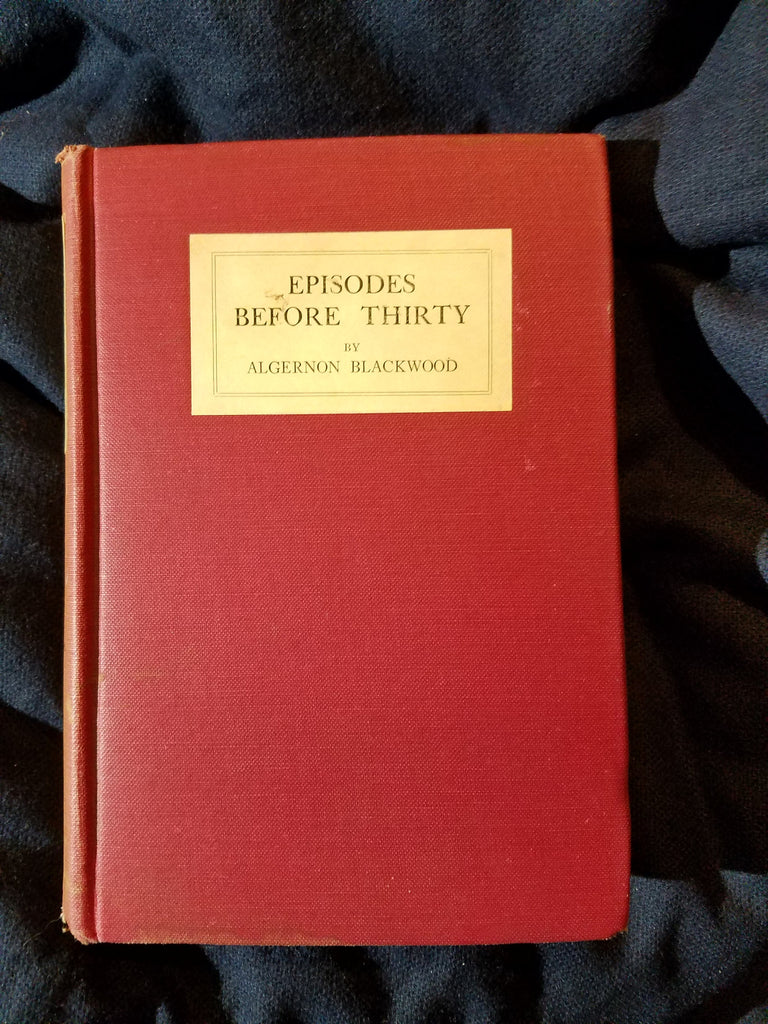 EPISODES
BEFORE THIRTY
BY
ALGERNON BLACKWOOD